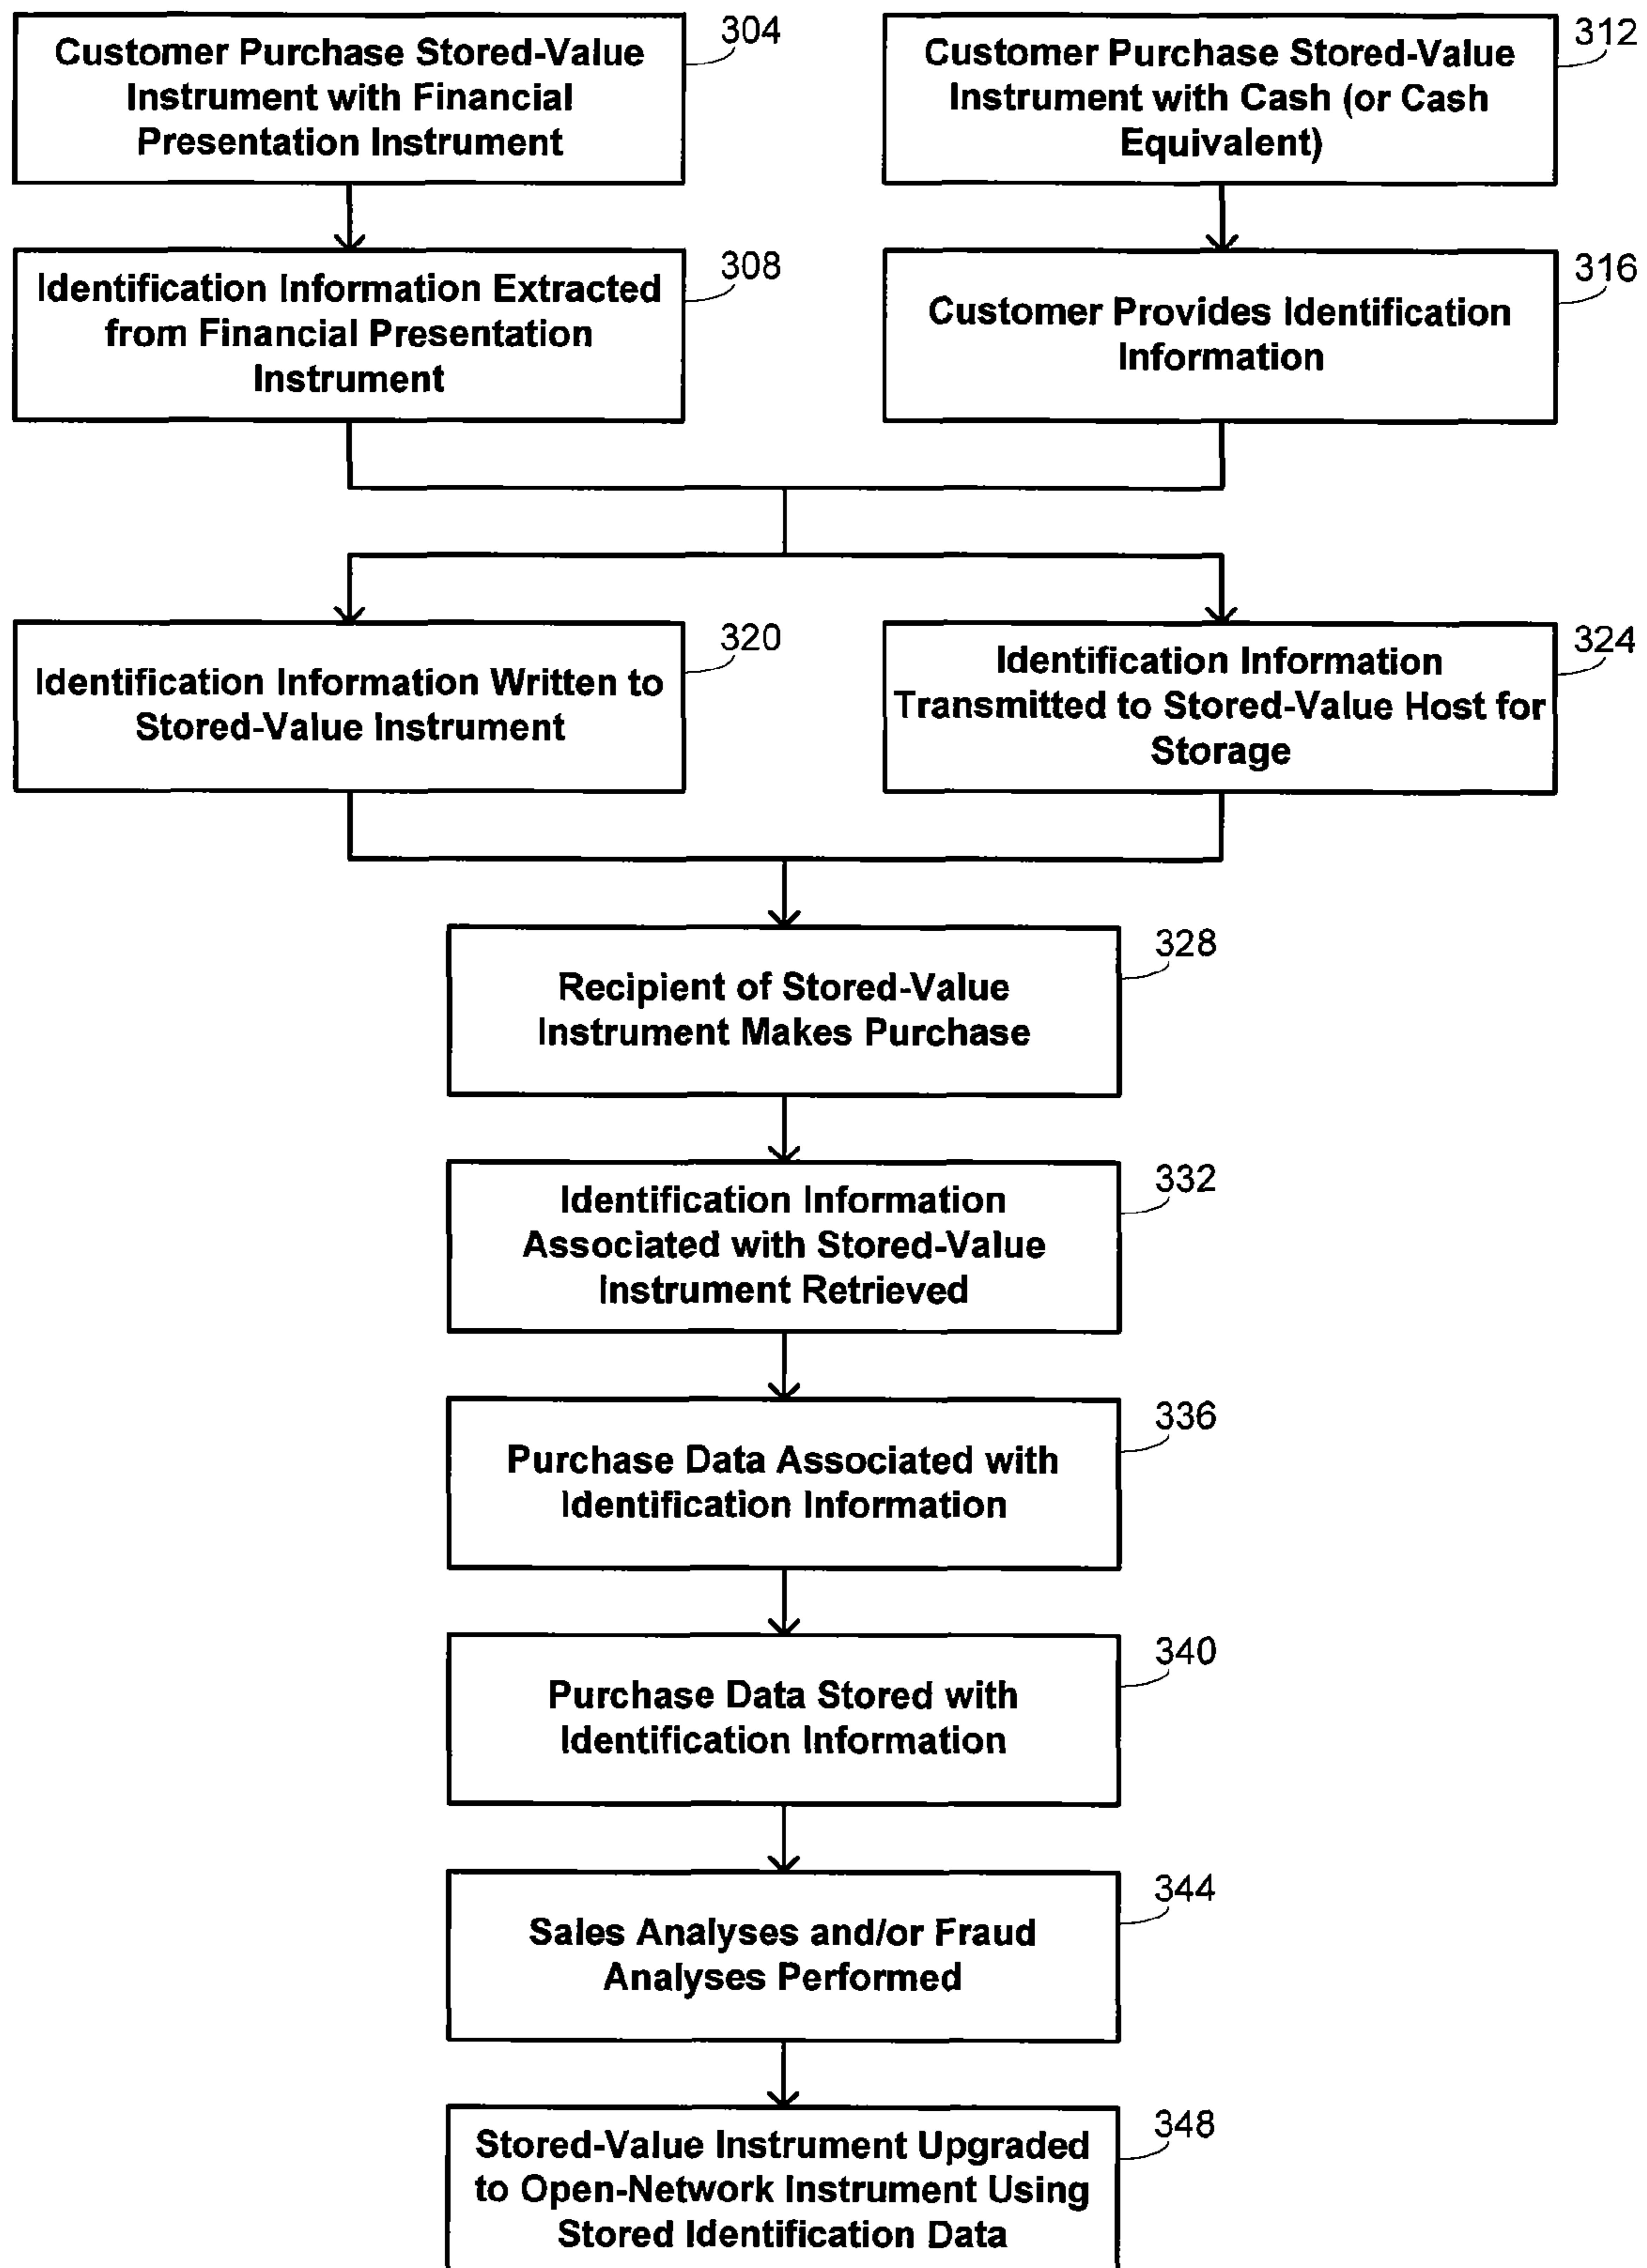 Customer Purchase Stored-Value
Instrument with Financial
Presentation Instrument
304
Customer Purchase Stored-Value
Instrument with Cash (or Cash
Equivalent)
312
Identification Information Extracted
from Financial Presentation
Instrument
308
Customer Provides Identification
Information
316
Identification Information Written to
Stored-Value Instrument
320
Identification Information
Transmitted to Stored-Value Host for
Storage
324
Recipient of Stored-Value
Instrument Makes Purchase
328
Identification Information
Associated with Stored-Value
Instrument Retrieved
332
Purchase Data Associated with
Identification Information
336
Purchase Data Stored with
Identification Information
340
Sales Analyses and/or Fraud
Analyses Performed
344
Stored-Value Instrument Upgraded
to Open-Network Instrument Using
Stored Identification Data
348